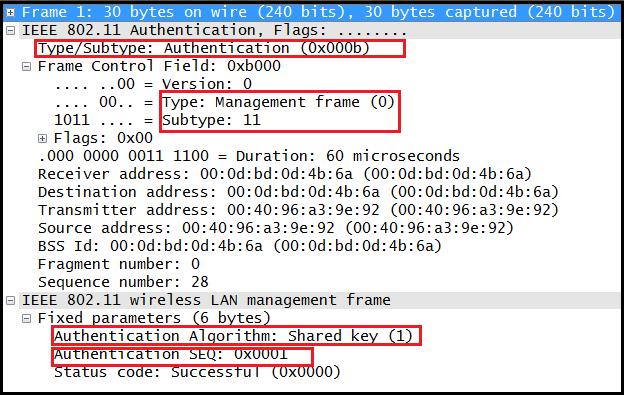 Frame 1: 30 bytes on wire (240 bits), 30 bytes captured (240 bits)
IEEE 802.11 Authentication, Flags: ........
Type/Subtype: Authentication (0x000b)
Frame Control Field: 0xb000
.... ..00 = Version: 0
.... 00.. = Type: Management frame (0)
1011 .... = Subtype: 11
Flags: 0x00
.000 0000 0011 1100 = Duration: 60 microseconds
Receiver address: 00:0d:bd:0d:4b:6a (00:0d:bd:0d:4b:6a)
Destination address: 00:0d:bd:0d:4b:6a (00:0d:bd:0d:4b:6a)
Transmitter address: 00:40:96:a3:9e:92 (00:40:96:a3:9e:92)
Source address: 00:40:96:a3:9e:92 (00:40:96:a3:9e:92)
BSS Id: 00:0d:bd:0d:4b:6a (00:0d:bd:0d:4b:6a)
Fragment number: 0
Sequence number: 28
IEEE 802.11 wireless LAN management frame
Fixed parameters (6 bytes)
Authentication Algorithm: Shared key (1)
Authentication SEQ: 0x0001
Status code: Successful (0x0000)